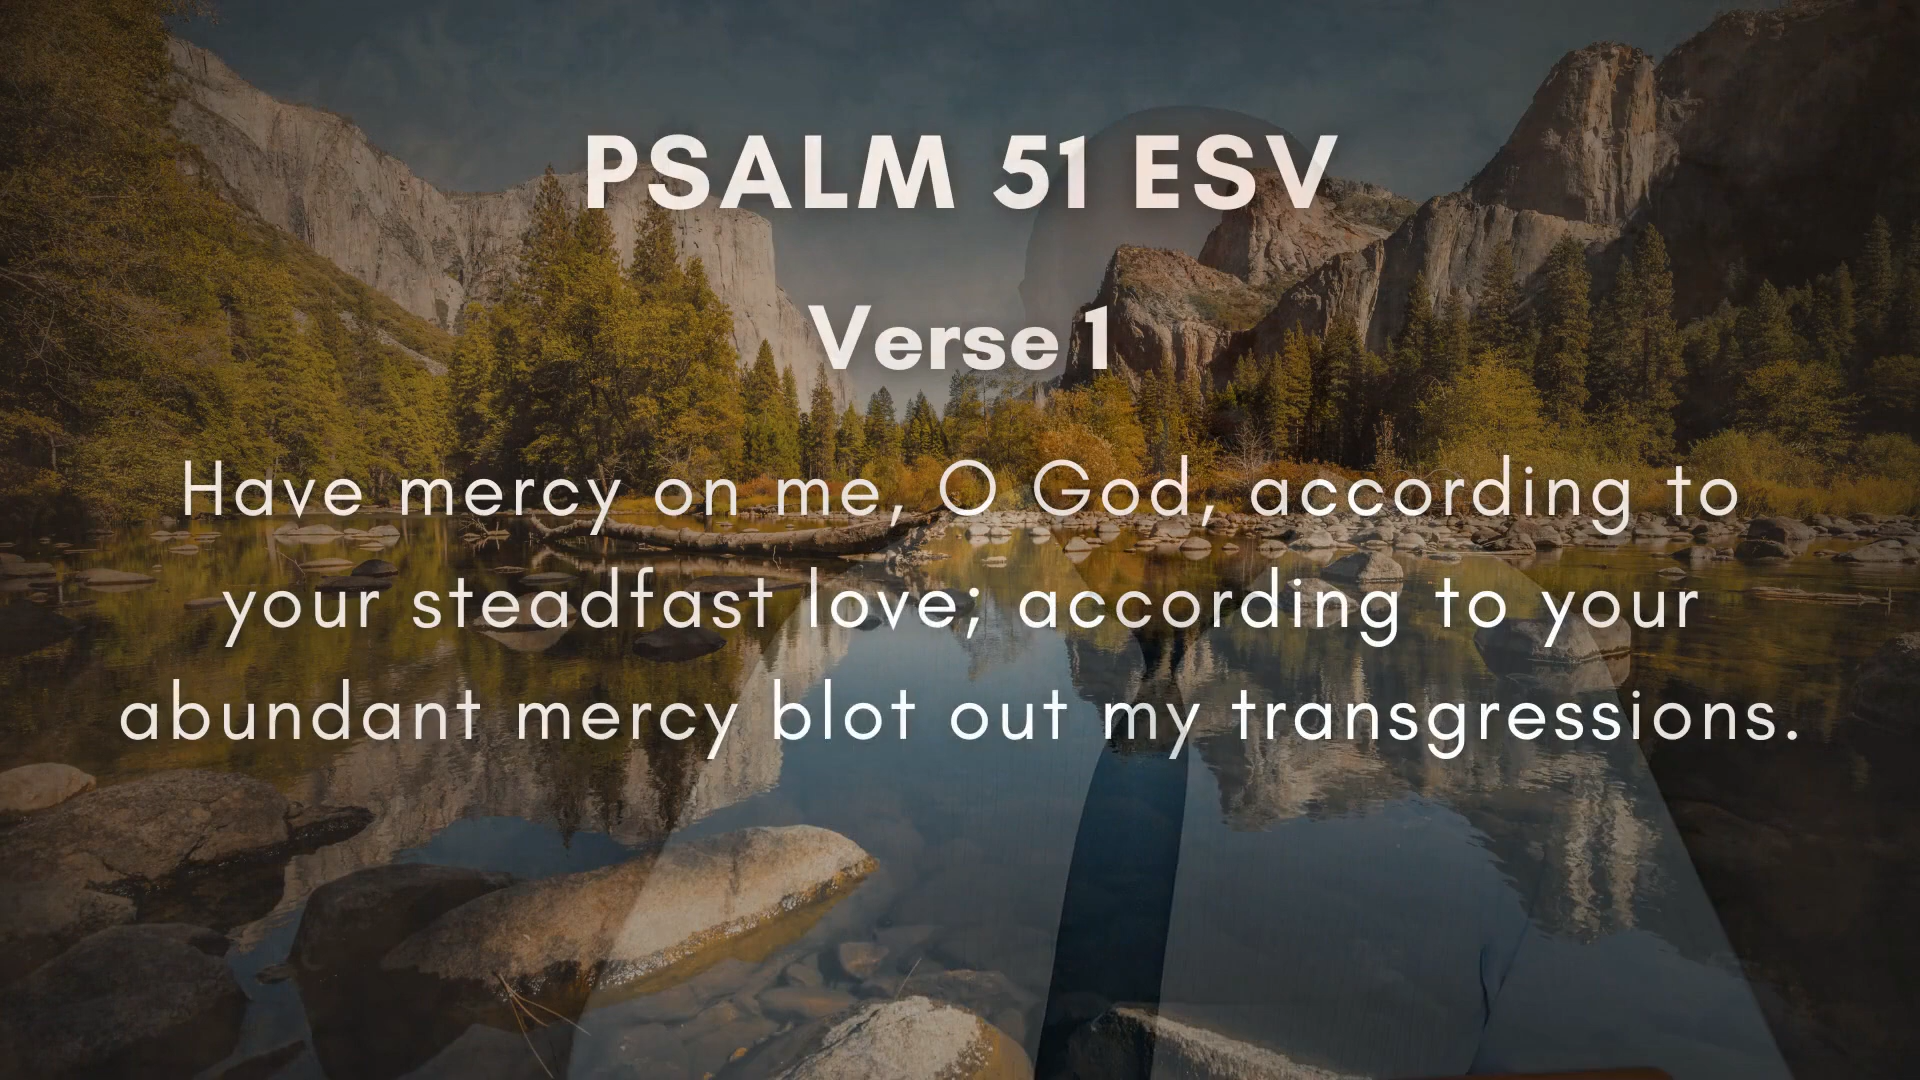 PSALM 51 ESV
Verse 1
Have mercy on me, O God, according to
your steadfast love; according to your
abundant mercy blot out my transgressions.